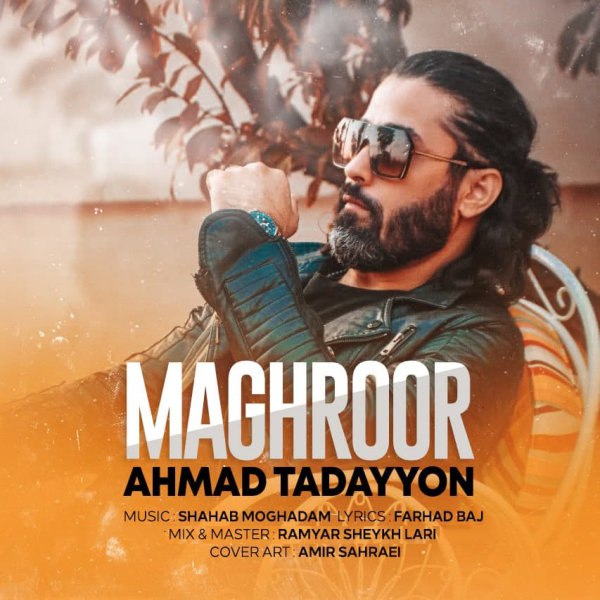 MAGHROOR
AHMAD TADAYYON
MUSIC : SHAHAB MOGHADAM LYRICS : FARHAD BAJ
MIX & MASTER : RAMYAR SHEYKH LARI
COVER ART : AMIR SAHRAEI